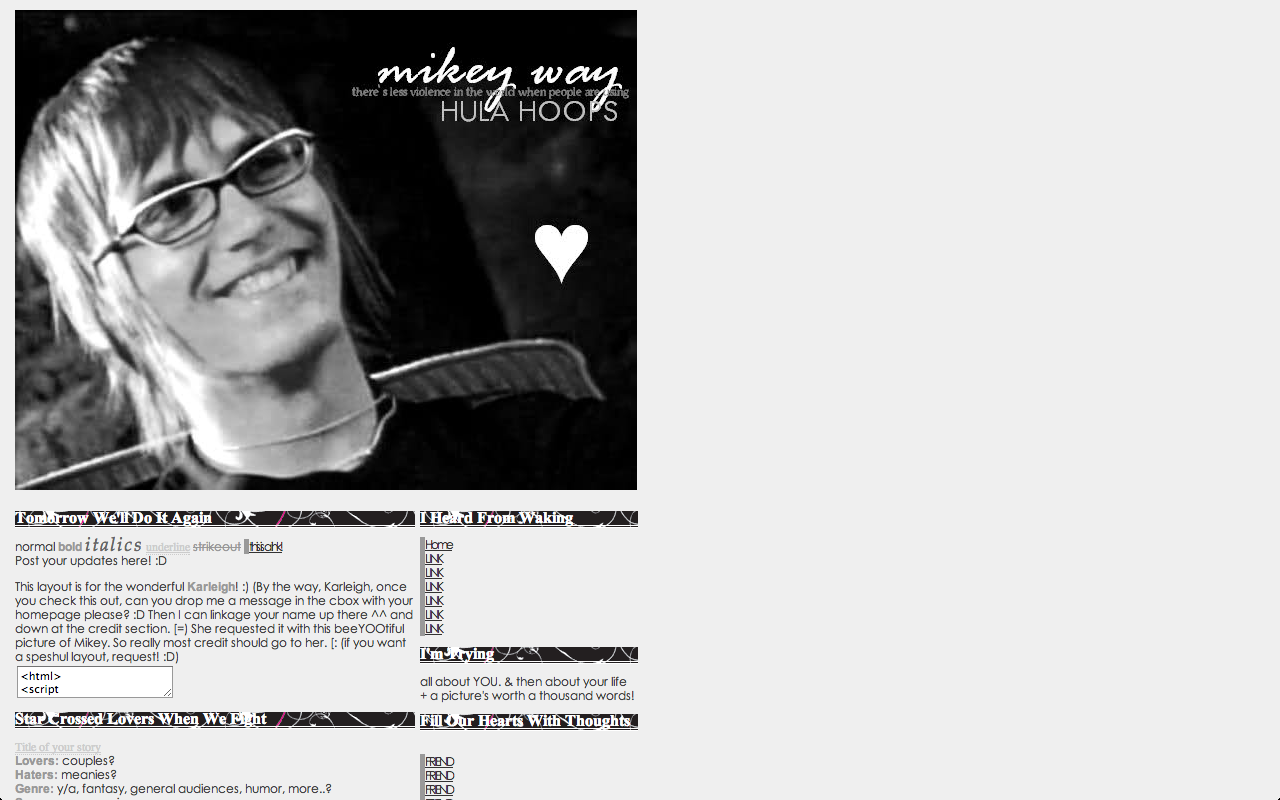 mikey way
there's less violence in the world when people are using
HULA HOOPS
Tomorrow We'll Do It Again
normal bold italics underline strikeout this ahk!
Post your updates here! :D
This layout is for the wonderful Karleigh! :) (By the way, Karleigh, once
you check this out, can you drop me a message in the cbox with your
homepage please? :D Then I can linkage your name up there ^^ and
down at the credit section. [=) She requested it with this beeYOOtiful
picture of Mikey. So really most credit should go to her. [: (if you want
a speshul layout, request! :D)
<html>
<script
Star Crossed Lovers When We Fight
Title of your story
Lovers: couples?
Haters: meanies?
Genre: y/a, fantasy, general audiences, humor, more..?
I Heard From Waking
Home
LINK
LINK
LINK
LINK
LINK
LINK
I'm Trying
all about YOU. & then about your life
+ a picture's worth a thousand words!
Fill Our Hearts With Thoughts
FRIEND
FRIEND
FRIEND